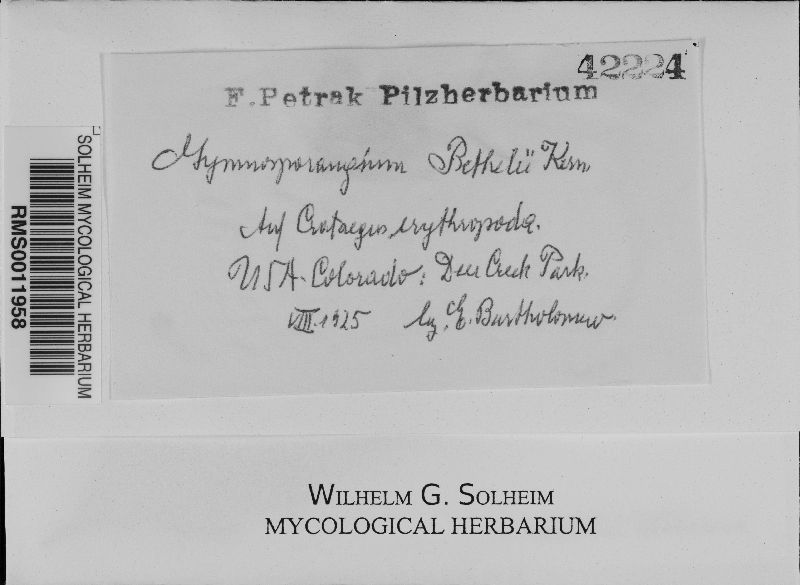 42224
F. Petrak Pilzherbarium
Gymnosporangium Bethelii Kern
Auf Crataegus erythropoda.
USA. Colorado: Deer Creek Park.
VIII.1925 lg. E. Bartholomew.
SOLHEIM MYCOLOGICAL HERBARIUM
RMS0011958
WILHELM G. SOLHEIM
MYCOLOGICAL HERBARIUM